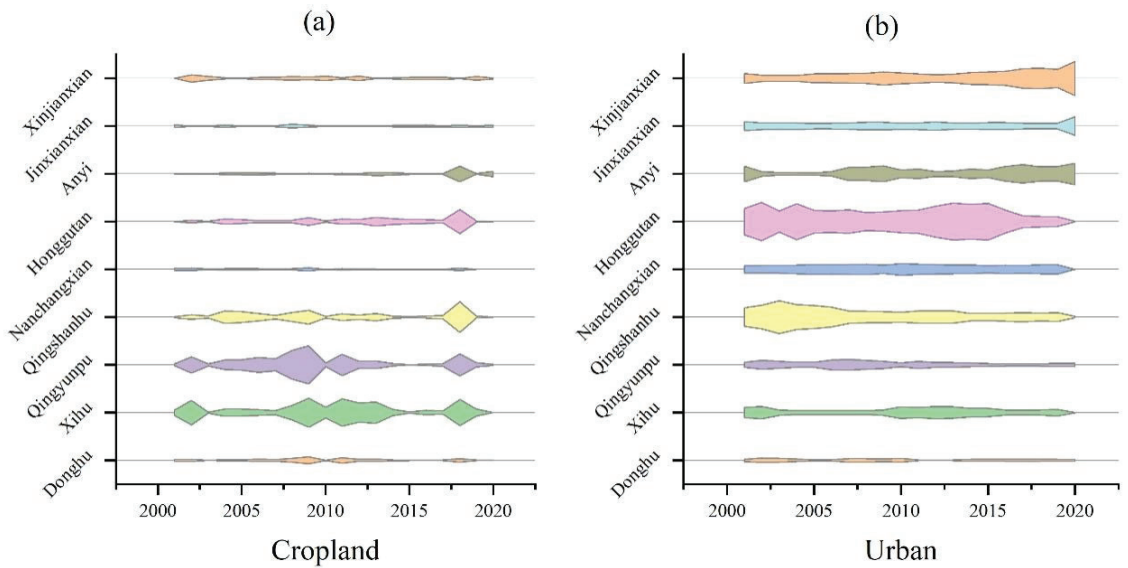 (a)
Xinjianxian
Jinxianxian
Anyi
Honggutan
Nanchangxian
Qingshanhu
Qingyunpu
Xihu
Donghu
2000 2005 2010 2015 2020
Cropland
(b)
Xinjianxian
Jinxianxian
Anyi
Honggutan
Nanchangxian
Qingshanhu
Qingyunpu
Xihu
Donghu
2000 2005 2010 2015 2020
Urban